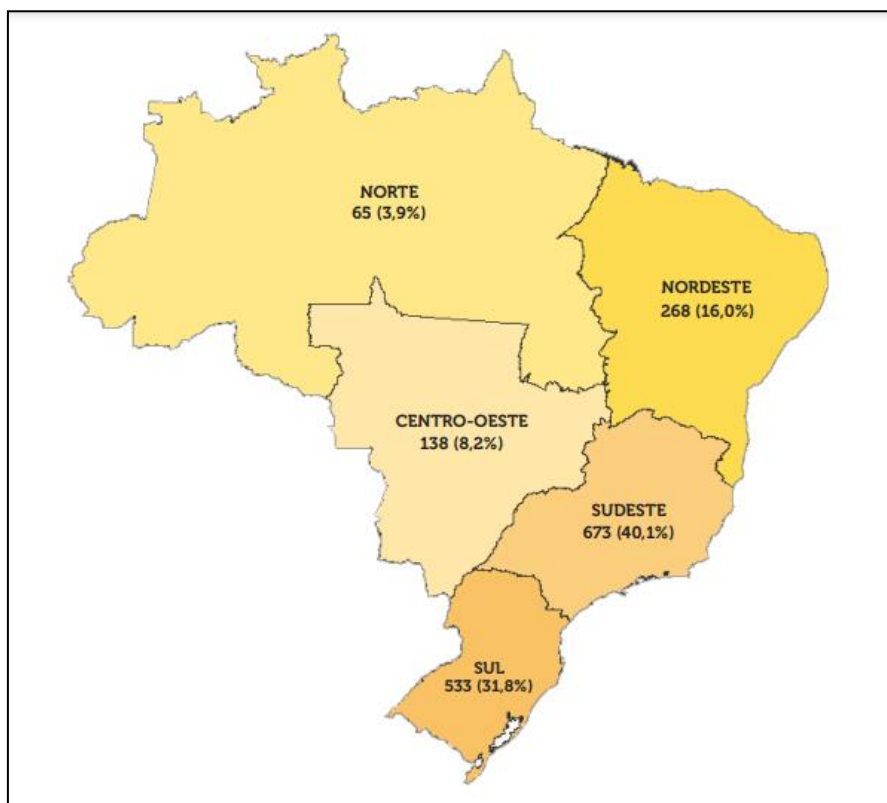 NORTE
65 (3,9%)
NORDESTE
268 (16,0%)
CENTRO-OESTE
138 (8,2%)
SUDESTE
673 (40,1%)
SUL
533 (31,8%)